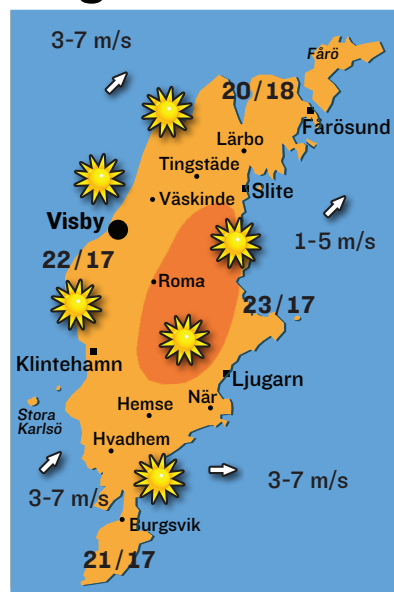 3-7 m/s
Fårö
20/18
Fårösund
Lärbo
Tingstäde
Slite
Väskinde
Visby
1-5 m/s
22/17
Roma
23/17
Klintehamn
Ljugarn
När
Hemse
Stora
Karlsö
Hvadhem
3-7 m/s
3-7 m/s
Burgsvik
21/17